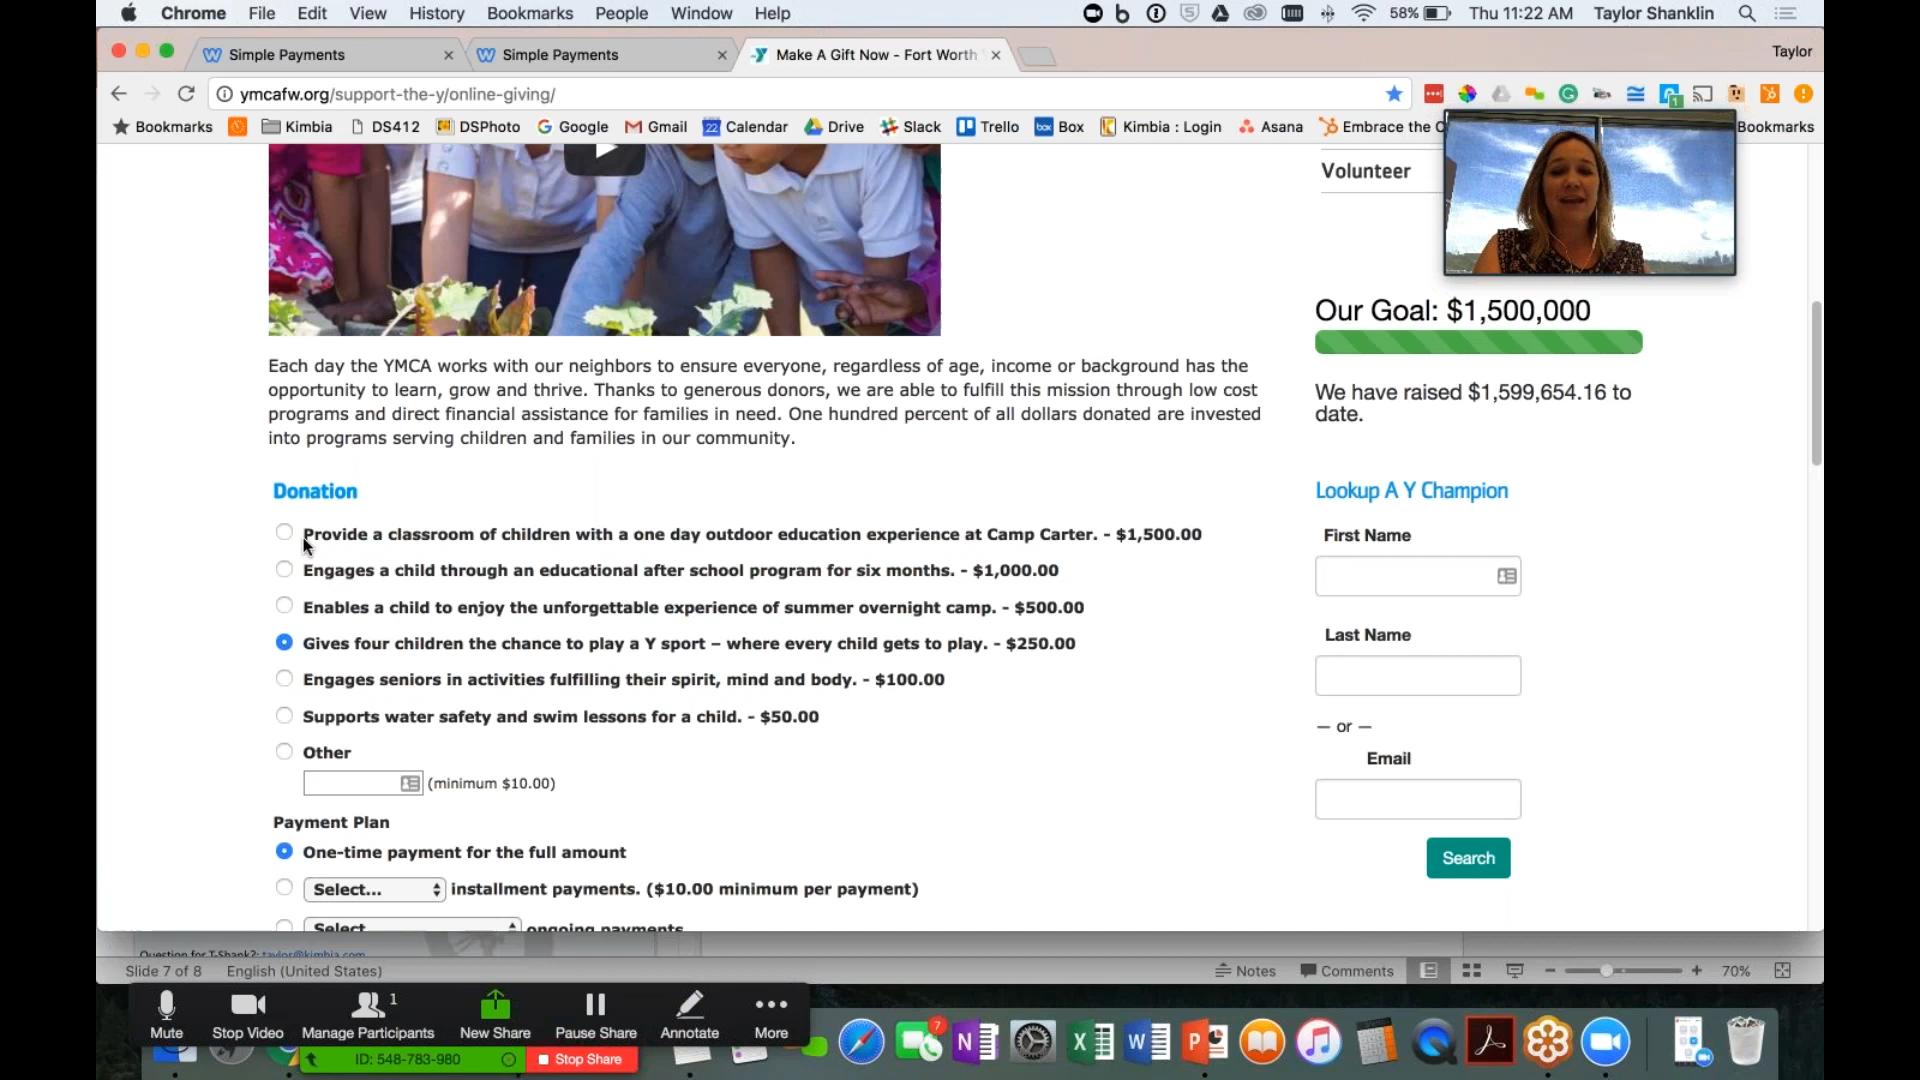 Chrome File Edit View History Bookmarks People Window Help 58% Thu 11:22 AM Taylor Shanklin
Simple Payments Simple Payments Make A Gift Now - Fort Worth Taylor
ymcafw.org/support-the-y/online-giving/
Bookmarks Kimbia DS412 DSPhoto Google Gmail Calendar Drive Slack Trello Box Kimbia : Login Asana Embrace the Bookmarks
Volunteer
Our Goal: $1,500,000
We have raised $1,599,654.16 to
date.
Each day the YMCA works with our neighbors to ensure everyone, regardless of age, income or background has the
opportunity to learn, grow and thrive. Thanks to generous donors, we are able to fulfill this mission through low cost
programs and direct financial assistance for families in need. One hundred percent of all dollars donated are invested
into programs serving children and families in our community.
Donation
Provide a classroom of children with a one day outdoor education experience at Camp Carter. - $1,500.00
Engages a child through an educational after school program for six months. - $1,000.00
Enables a child to enjoy the unforgettable experience of summer overnight camp. - $500.00
Gives four children the chance to play a Y sport – where every child gets to play. - $250.00
Engages seniors in activities fulfilling their spirit, mind and body. - $100.00
Supports water safety and swim lessons for a child. - $50.00
Other
(minimum $10.00)
Payment Plan
One-time payment for the full amount
Select... installment payments. ($10.00 minimum per payment)
Select ongoing payments
Lookup A Y Champion
First Name
Last Name
— or —
Email
Search
Question for T-Shank?: taylor@kimbia.com
Slide 7 of 8 English (United States) Notes Comments 70%
1
Mute Stop Video Manage Participants New Share Pause Share Annotate More
ID: 548-783-980 Stop Share
7